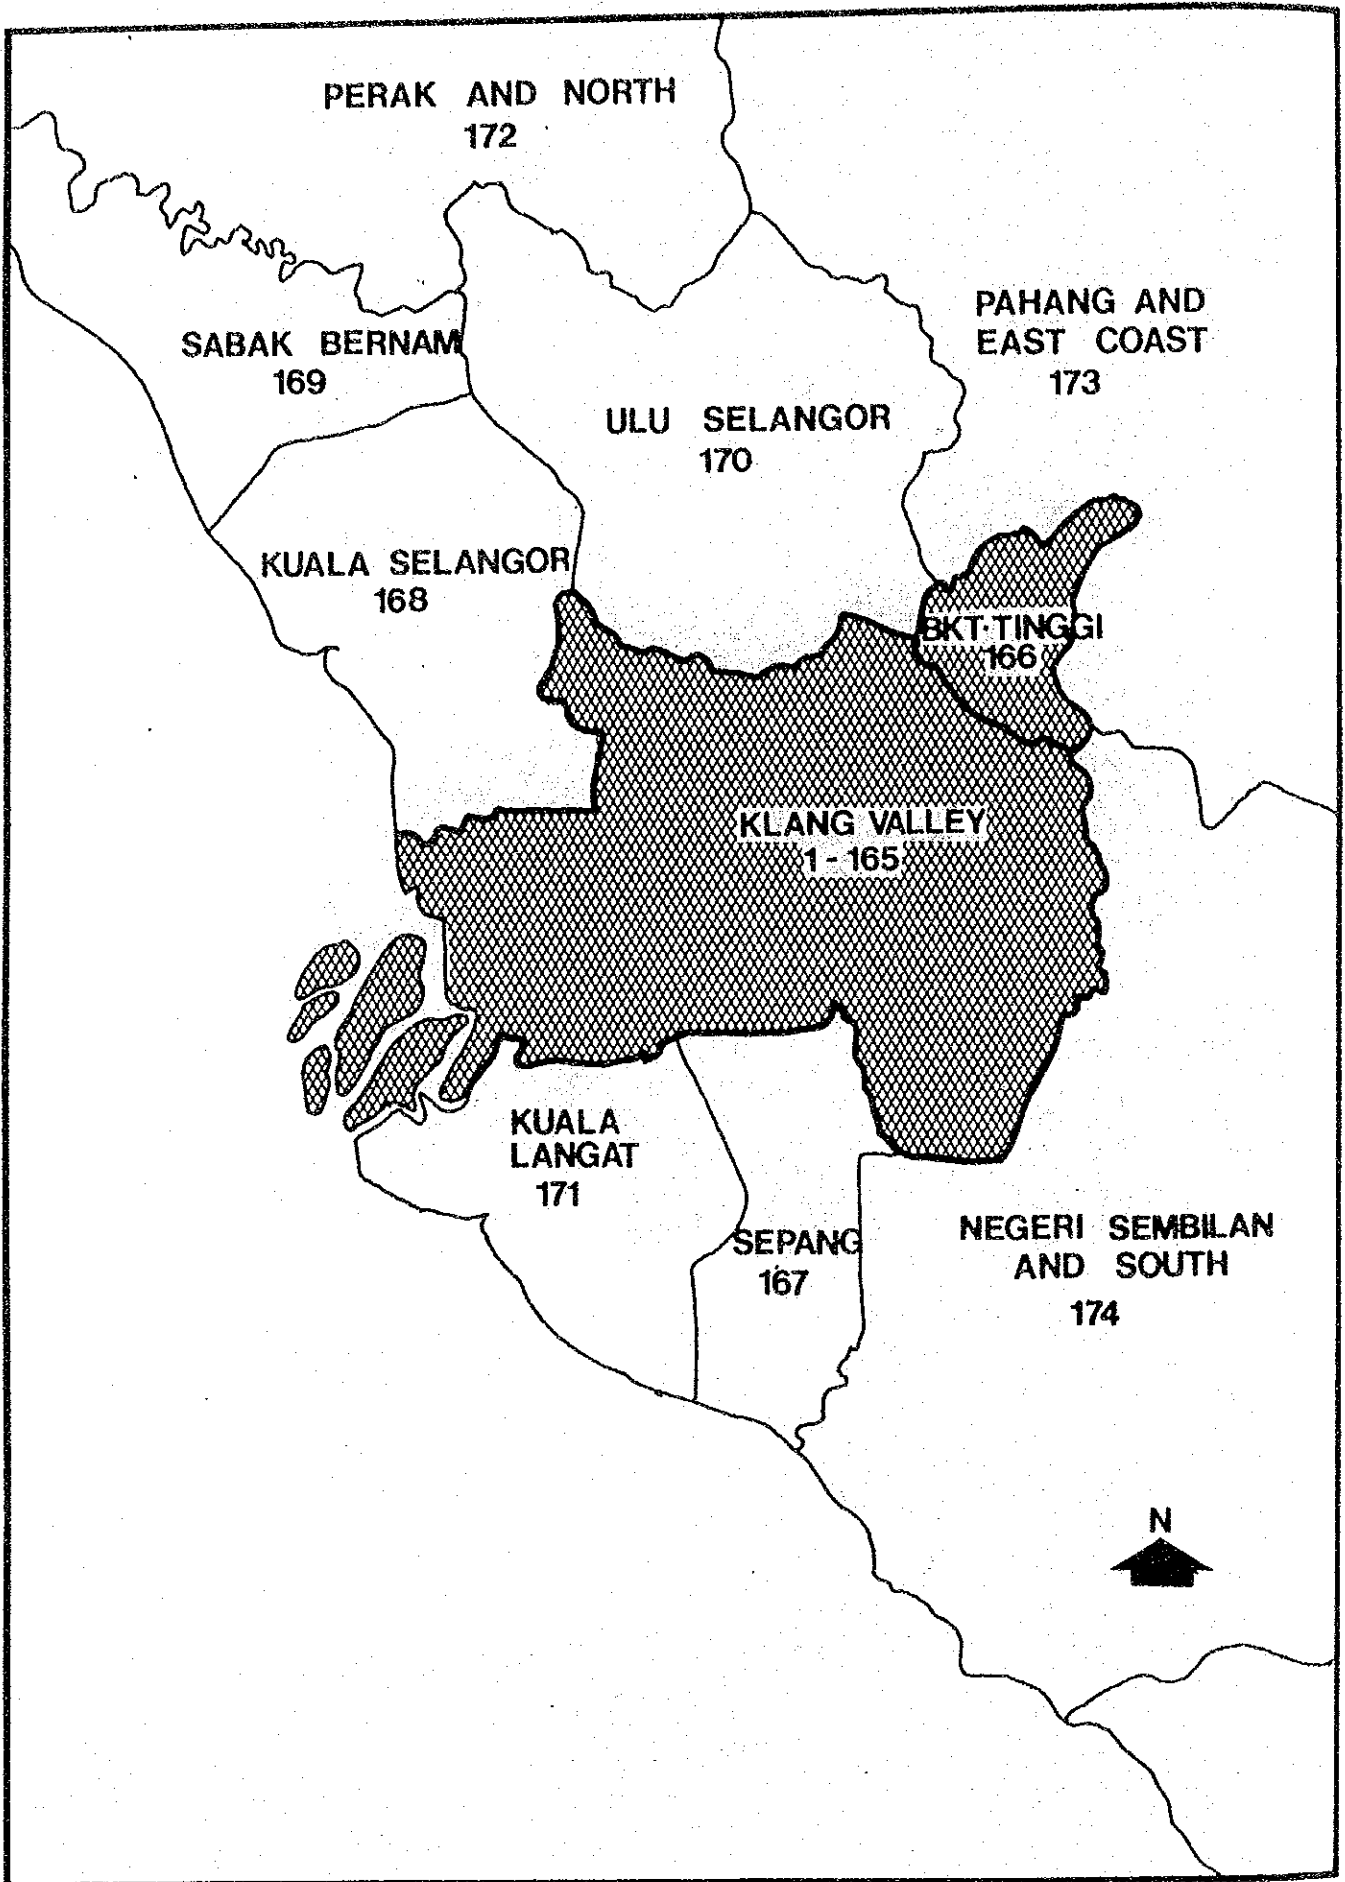 PERAK AND NORTH
172
PAHANG AND
EAST COAST
173
SABAK BERNAM
169
ULU SELANGOR
170
KUALA SELANGOR
168
BKT·TINGGI
166
KLANG VALLEY
1 - 165
KUALA
LANGAT
171
SEPANG
167
NEGERI SEMBILAN
AND SOUTH
174
N